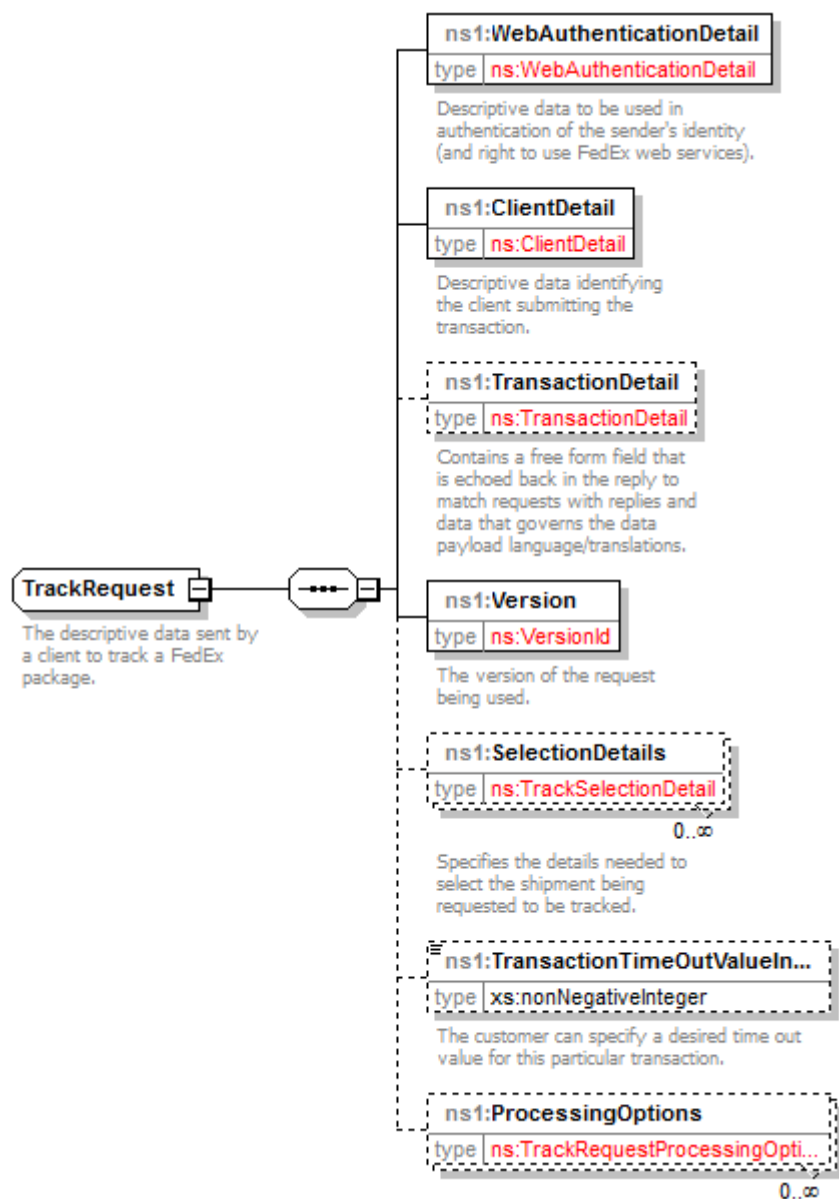 ns1:WebAuthenticationDetail
type ns:WebAuthenticationDetail
Descriptive data to be used in
authentication of the sender's identity
(and right to use FedEx web services).
ns1:ClientDetail
type ns:ClientDetail
Descriptive data identifying
the client submitting the
transaction.
ns1:TransactionDetail
type ns:TransactionDetail
Contains a free form field that
is echoed back in the reply to
match requests with replies and
data that governs the data
payload language/translations.
TrackRequest
The descriptive data sent by
a client to track a FedEx
package.
ns1:Version
type ns:VersionId
The version of the request
being used.
ns1:SelectionDetails
type ns:TrackSelectionDetail
0..∞
Specifies the details needed to
select the shipment being
requested to be tracked.
ns1:TransactionTimeOutValueIn...
type xs:nonNegativeInteger
The customer can specify a desired time out
value for this particular transaction.
ns1:ProcessingOptions
type ns:TrackRequestProcessingOpti...
0..∞